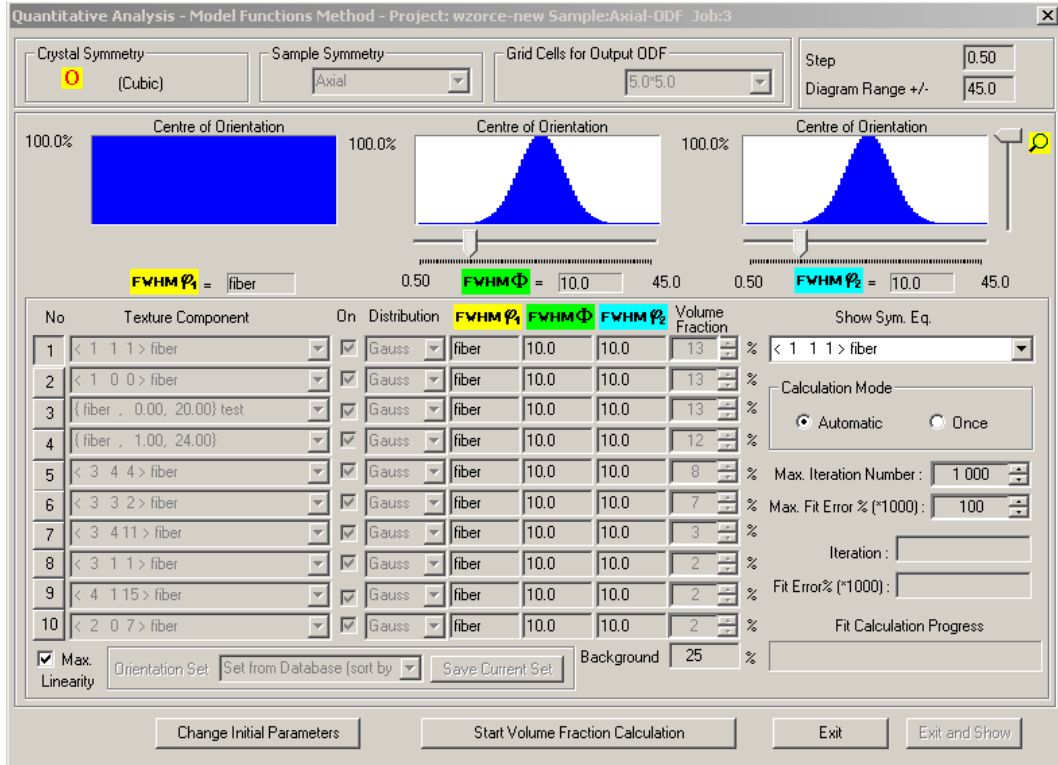 Quantitative Analysis - Model Functions Method - Project: wzorce-new Sample:Axial-ODF Job:3
Crystal Symmetry
O (Cubic)
Sample Symmetry
Axial
Grid Cells for Output ODF
5.0*5.0
Step 0.50
Diagram Range +/- 45.0
Centre of Orientation Centre of Orientation Centre of Orientation
100.0% 100.0% 100.0%
FWHM φ1 = fiber 0.50 FWHM Φ = 10.0 45.0 0.50 FWHM φ2 = 10.0 45.0
No Texture Component On Distribution FWHM φ1 FWHM Φ FWHM φ2 Volume Fraction
1 < 1 1 1 > fiber Gauss fiber 10.0 10.0 13 %
2 < 1 0 0 > fiber Gauss fiber 10.0 10.0 13 %
3 {fiber , 0.00, 20.00} test Gauss fiber 10.0 10.0 13 %
4 {fiber , 1.00, 24.00} Gauss fiber 10.0 10.0 12 %
5 < 3 4 4 > fiber Gauss fiber 10.0 10.0 8 %
6 < 3 3 2 > fiber Gauss fiber 10.0 10.0 7 %
7 < 3 4 11 > fiber Gauss fiber 10.0 10.0 3 %
8 < 3 1 1 > fiber Gauss fiber 10.0 10.0 2 %
9 < 4 1 15 > fiber Gauss fiber 10.0 10.0 2 %
10 < 2 0 7 > fiber Gauss fiber 10.0 10.0 2 %
Max. Linearity
Orientation Set Set from Database (sort by Save Current Set
Background 25 %
Show Sym. Eq.
< 1 1 1 > fiber
Calculation Mode
Automatic Once
Max. Iteration Number : 1 000
Max. Fit Error % (*1000) : 100
Iteration :
Fit Error% (*1000) :
Fit Calculation Progress
Change Initial Parameters Start Volume Fraction Calculation Exit Exit and Show